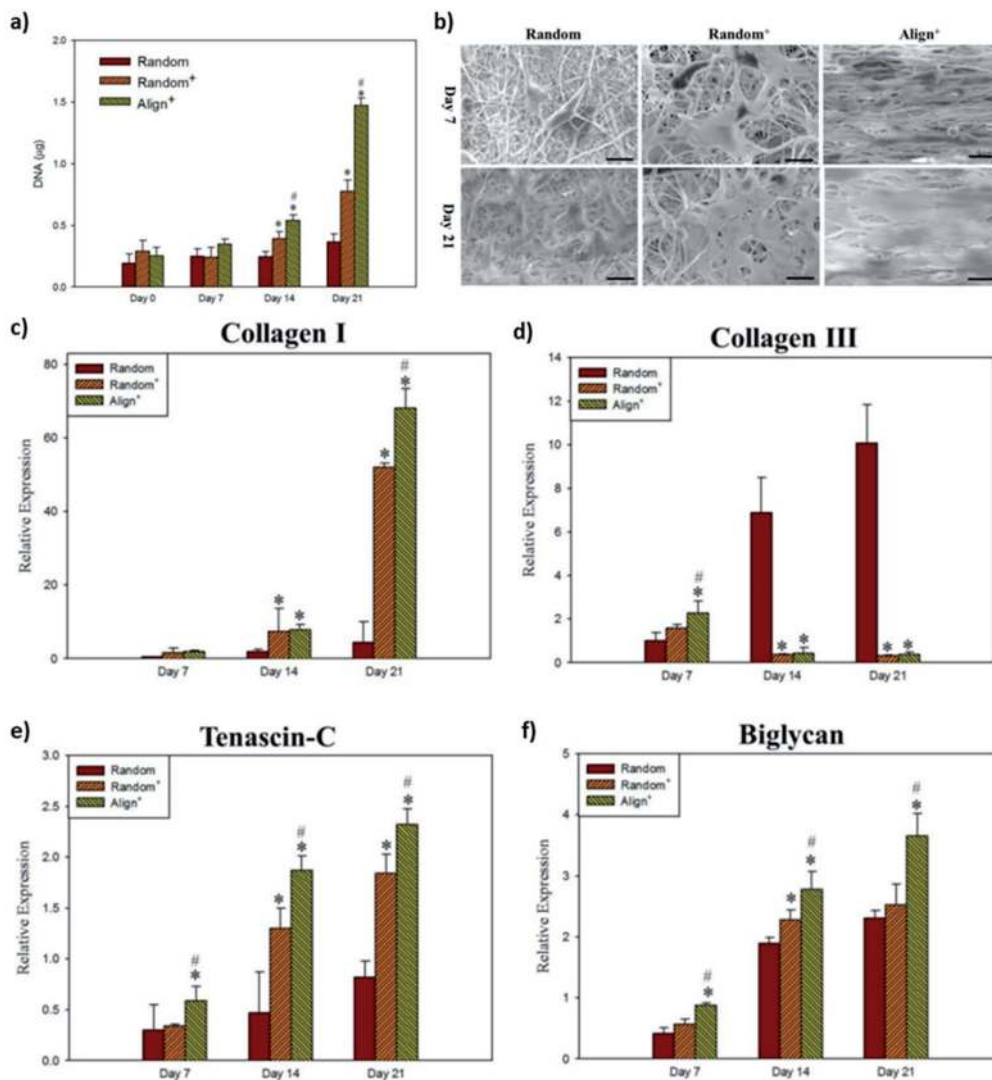 a)
2.0
1.5
1.0
0.5
0.0
DNA (µg)
Random
Random+
Align+
#
*
*
#
*
*
Day 0 Day 7 Day 14 Day 21
b)
Random Random+ Align+
Day 7
Day 21
c)
Collagen I
80
60
40
20
0
Relative Expression
Random
Random+
Align+
#
*
*
* *
Day 7 Day 14 Day 21
d)
Collagen III
14
12
10
8
6
4
2
0
Relative Expression
Random
Random+
Align+
#
*
* *
* *
Day 7 Day 14 Day 21
e)
Tenascin-C
3.0
2.5
2.0
1.5
1.0
0.5
0.0
Relative Expression
Random
Random+
Align+
#
*
#
*
*
#
*
*
Day 7 Day 14 Day 21
f)
Biglycan
5
4
3
2
1
0
Relative Expression
Random
Random+
Align+
#
*
#
*
*
#
*
Day 7 Day 14 Day 21